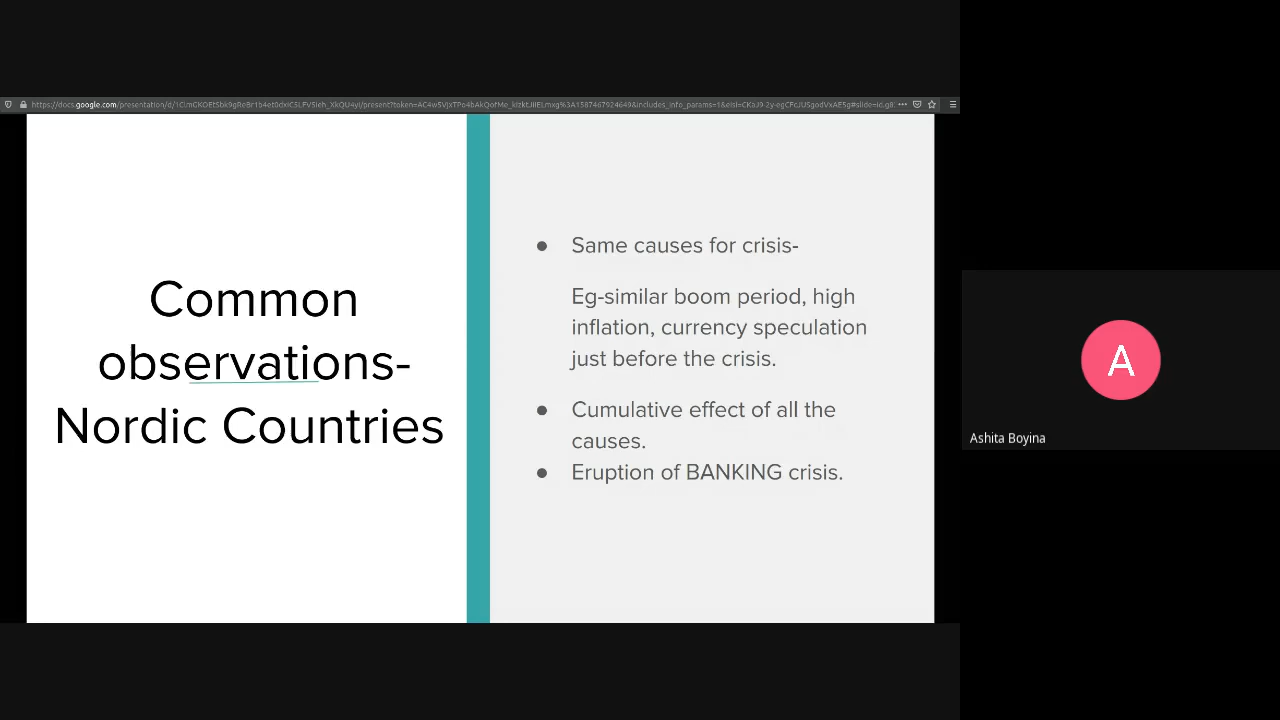 Common
observations-
Nordic Countries
● Same causes for crisis-
Eg-similar boom period, high
inflation, currency speculation
just before the crisis.
● Cumulative effect of all the
causes.
● Eruption of BANKING crisis.
A
Ashita Boyina